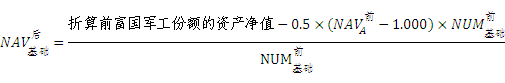 NAV后基础 = (折算前富国军工份额的资产净值 − 0.5 × (NAV前A − 1.000) × NUM前基础) / NUM前基础